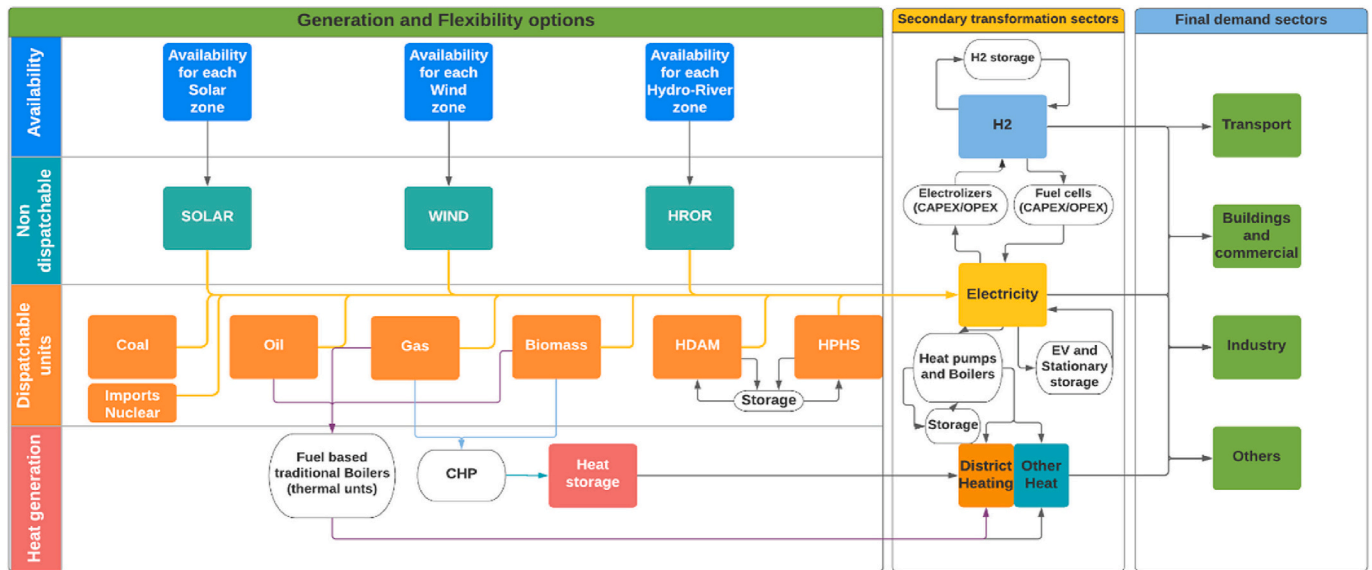 Generation and Flexibility options
Secondary transformation sectors
Final demand sectors
Availability
Availability
for each
Solar
zone
Availability
for each
Wind
zone
Availability
for each
Hydro-River
zone
H2 storage
H2
Transport
Non
dispatchable
SOLAR
WIND
HROR
Electrolizers
(CAPEX/OPEX
Fuel cells
(CAPEX/OPEX)
Buildings
and
commercial
Electricity
Dispatchable
units
Coal
Oil
Gas
Biomass
HDAM
HPHS
Imports
Nuclear
Storage
Heat pumps
and Boilers
EV and
Stationary
storage
Storage
Industry
Heat generation
Fuel based
traditional Boilers
(thermal unts)
CHP
Heat
storage
District
Heating
Other
Heat
Others